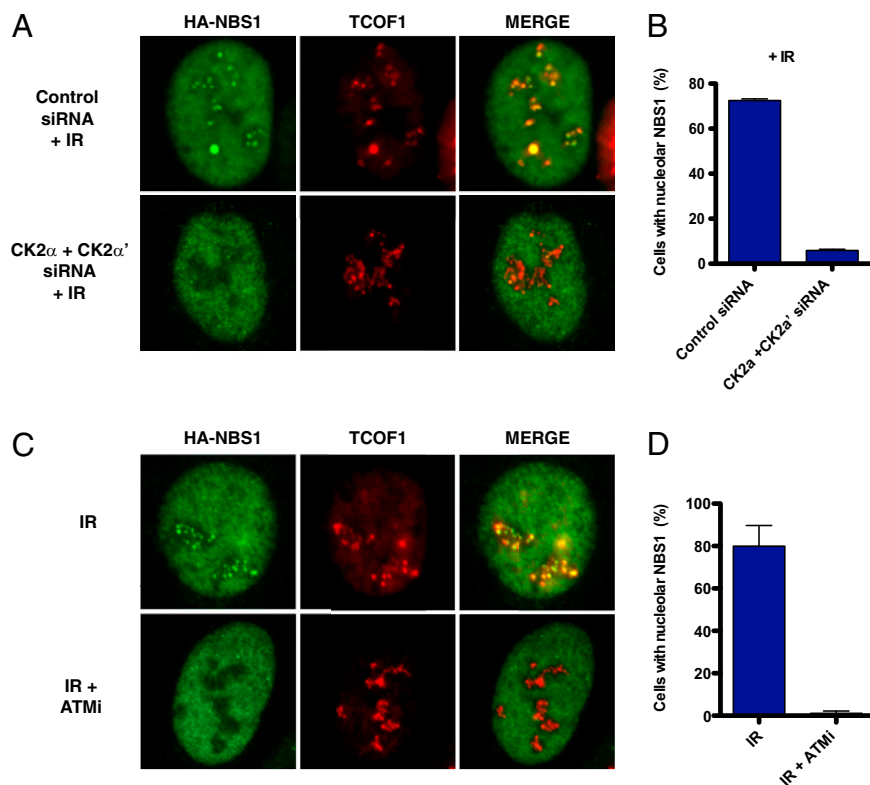 A
HA-NBS1 TCOF1 MERGE
Control
siRNA
+ IR
CK2α + CK2α’
siRNA
+ IR
B
+ IR
Cells with nucleolar NBS1 (%)
80
60
40
20
0
Control siRNA
CK2a +CK2a’ siRNA
C
HA-NBS1 TCOF1 MERGE
IR
IR +
ATMi
D
Cells with nucleolar NBS1 (%)
100
80
60
40
20
0
IR
IR + ATMi